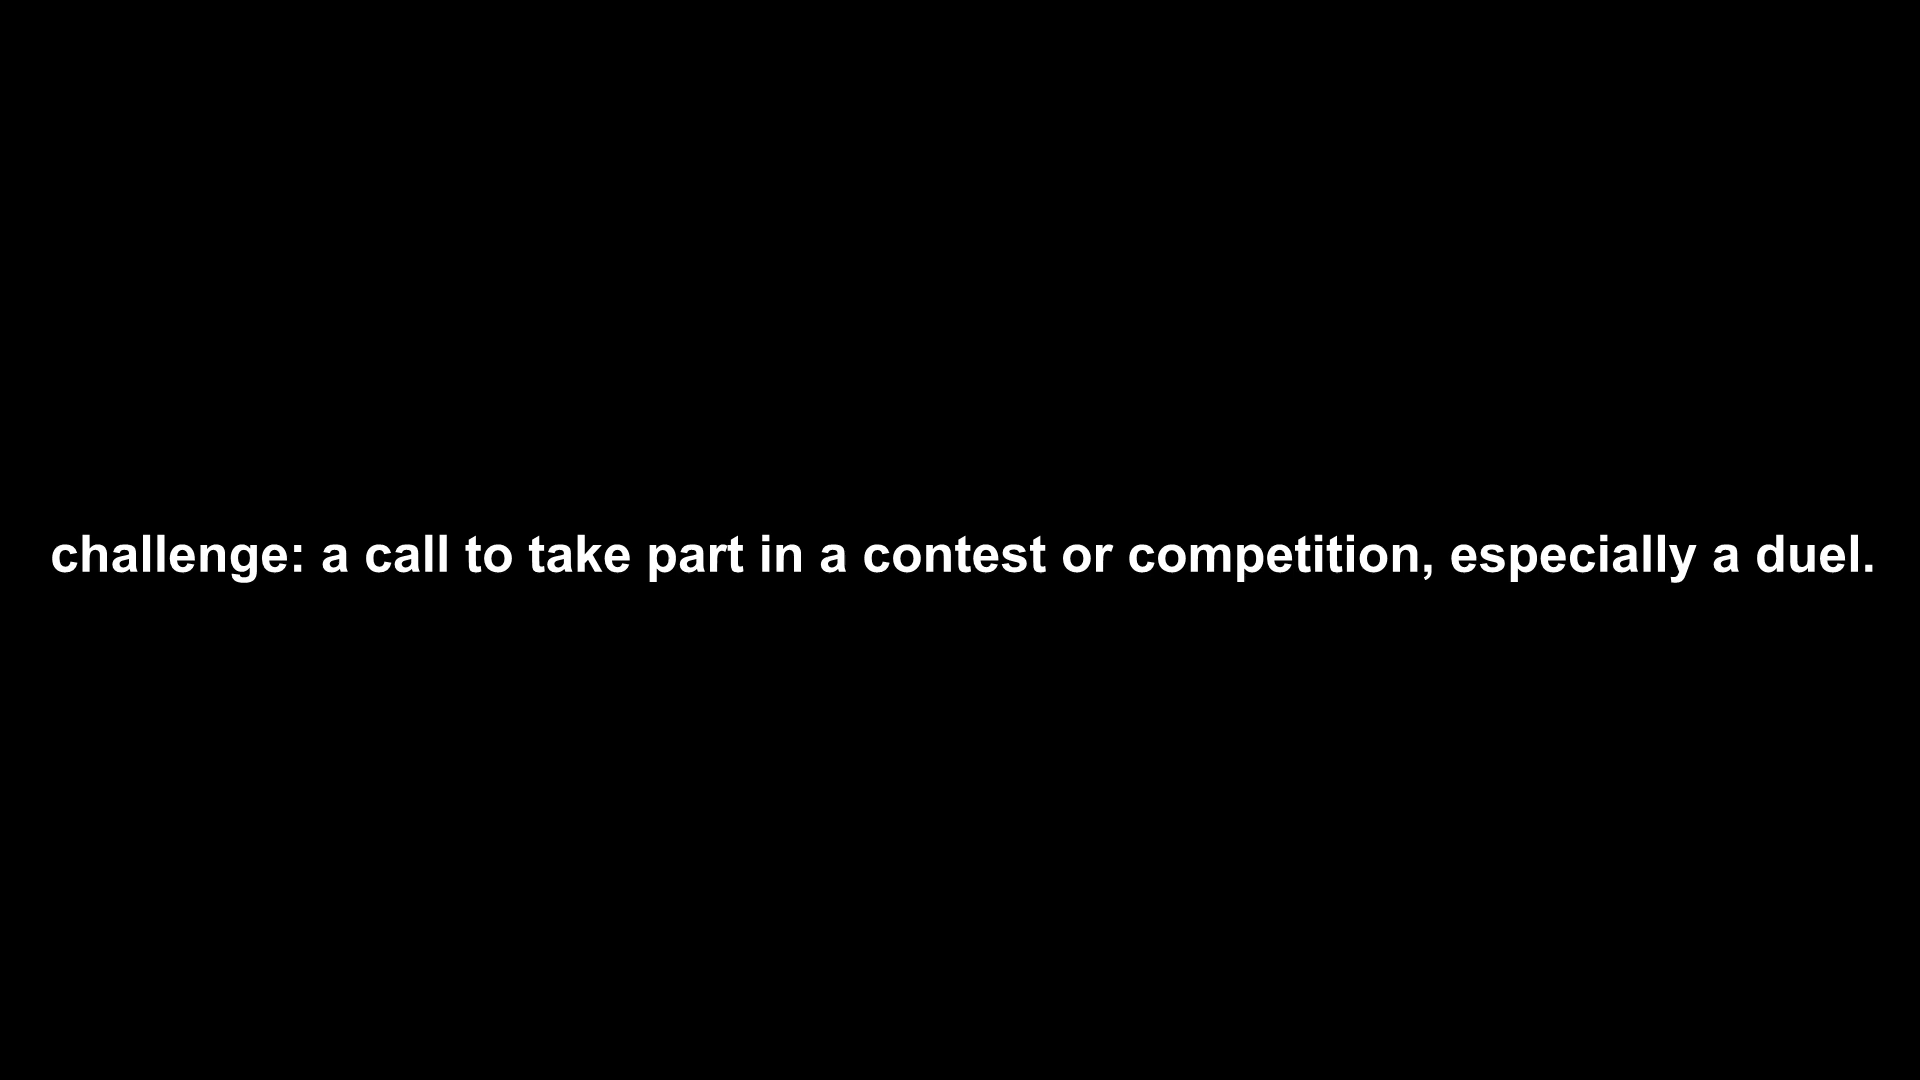 challenge: a call to take part in a contest or competition, especially a duel.